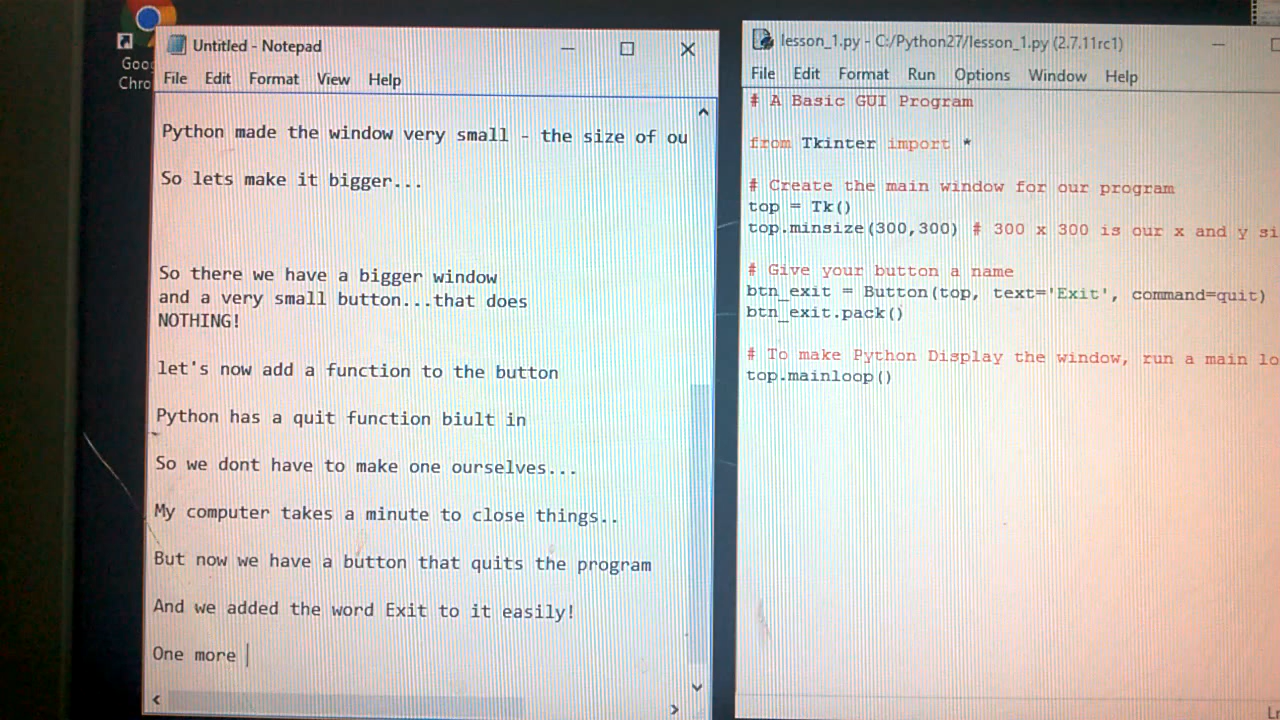 Untitled - Notepad
File Edit Format View Help
Python made the window very small - the size of ou
So lets make it bigger...
So there we have a bigger window
and a very small button...that does
NOTHING!
let's now add a function to the button
Python has a quit function biult in
So we dont have to make one ourselves...
My computer takes a minute to close things..
But now we have a button that quits the program
And we added the word Exit to it easily!
One more
lesson_1.py - C:/Python27/lesson_1.py (2.7.11rc1)
File Edit Format Run Options Window Help
# A Basic GUI Program
from Tkinter import *
# Create the main window for our program
top = Tk()
top.minsize(300,300) # 300 x 300 is our x and y si
# Give your button a name
btn_exit = Button(top, text='Exit', command=quit)
btn_exit.pack()
# To make Python Display the window, run a main lo
top.mainloop()
Goo
Chro